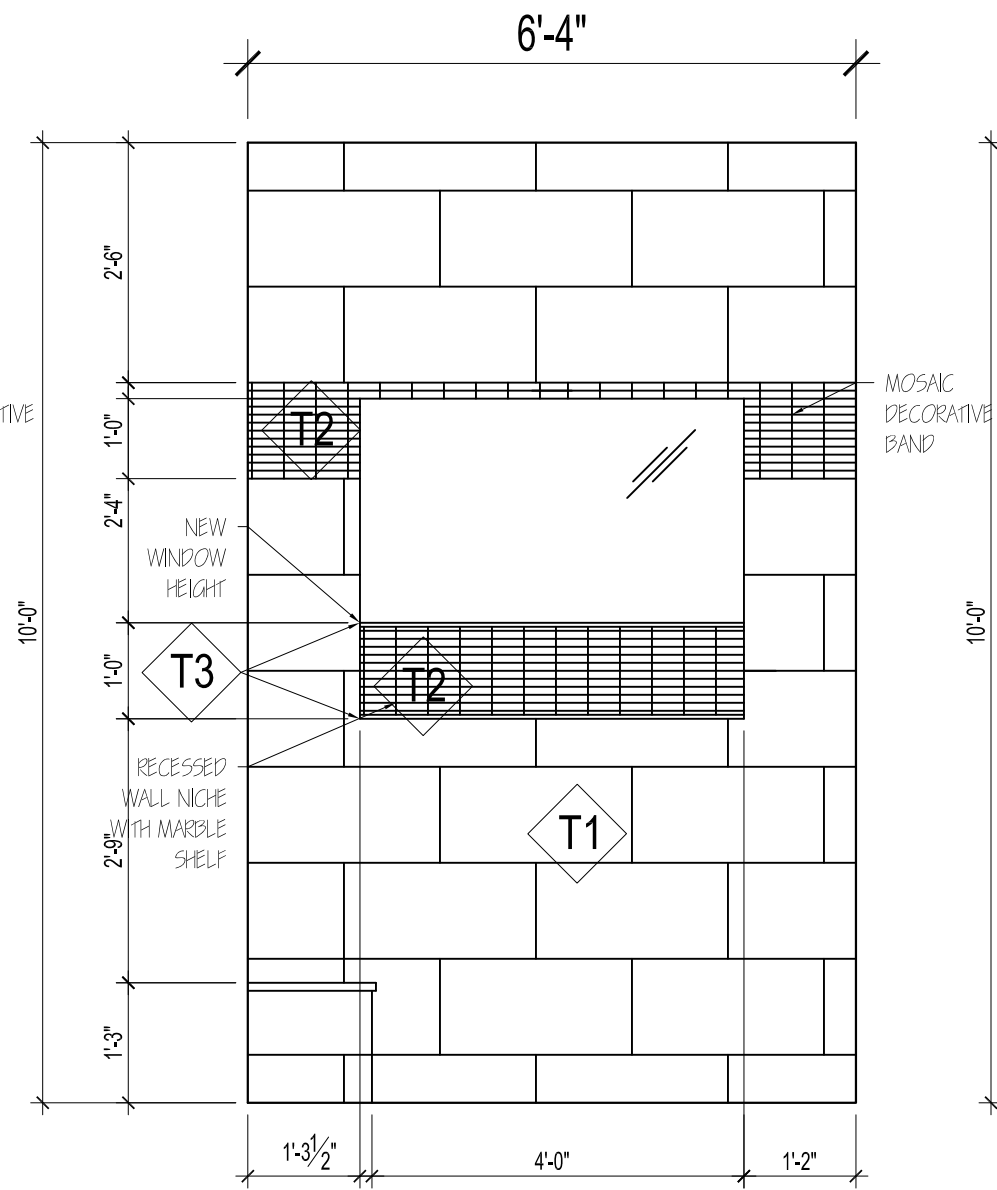 6'-4"
2'-6"
MOSAIC
DECORATIVE
BAND
TIVE
T2
1'-0"
2'-4"
NEW
WINDOW
HEIGHT
10'-0"
10'-0"
T3
1'-0"
T2
RECESSED
WALL NICHE
WITH MARBLE
SHELF
T1
2'-9"
1'-3"
1'-3½"
4'-0"
1'-2"